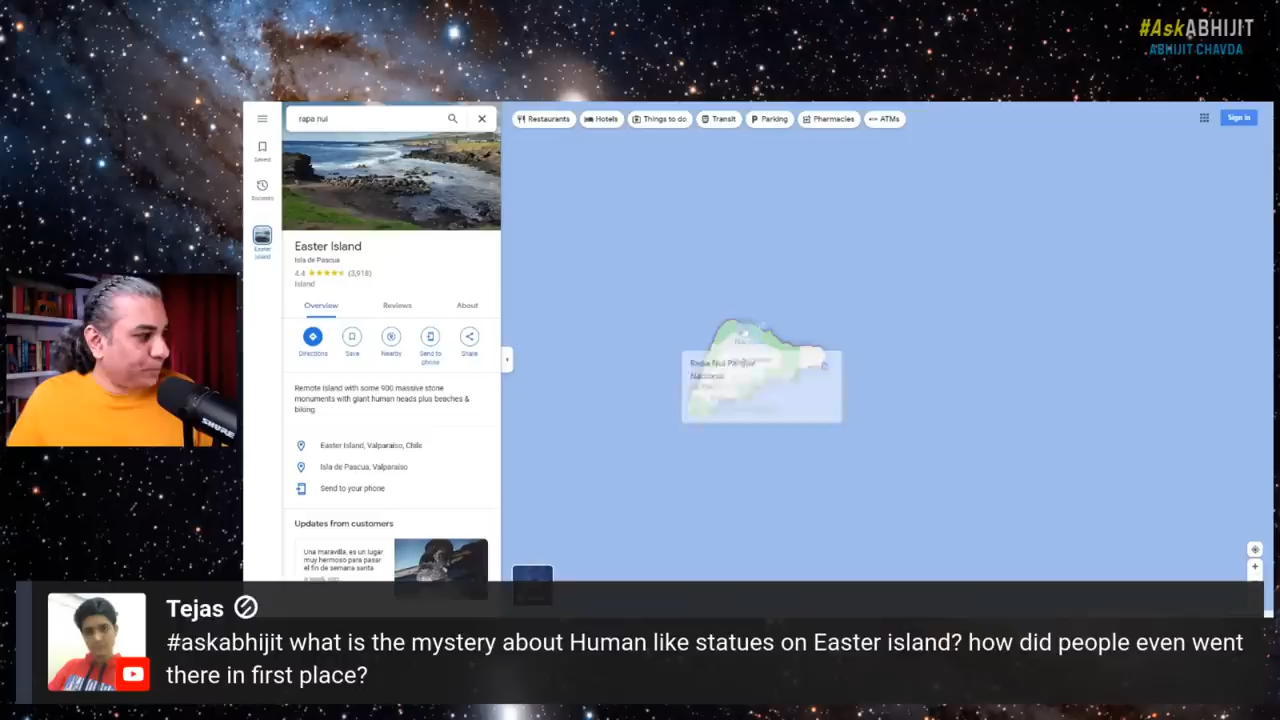 #AskABHIJIT
ABHIJIT CHAVDA
rapa nui
Restaurants
Hotels
Things to do
Transit
Parking
Pharmacies
ATMs
Sign in
Saved
Recents
Easter
Island
Easter Island
Isla de Pascua
4.4 (3,918)
Island
Overview
Reviews
About
Directions
Save
Nearby
Send to
phone
Share
Remote island with some 900 massive stone
monuments with giant human heads plus beaches &
biking.
Easter Island, Valparaíso, Chile
Isla de Pascua, Valparaíso
Send to your phone
Updates from customers
Una maravilla, es un lugar
muy hermoso para pasar
el fin de semana santa
Rapa Nui Parque
Nacional
SHURE
Tejas
#askabhijit what is the mystery about Human like statues on Easter island? how did people even went
there in first place?